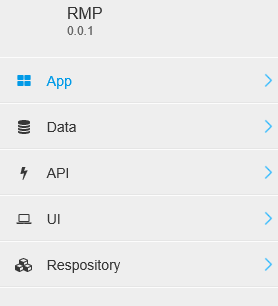 RMP
0.0.1
App
Data
API
UI
Respository